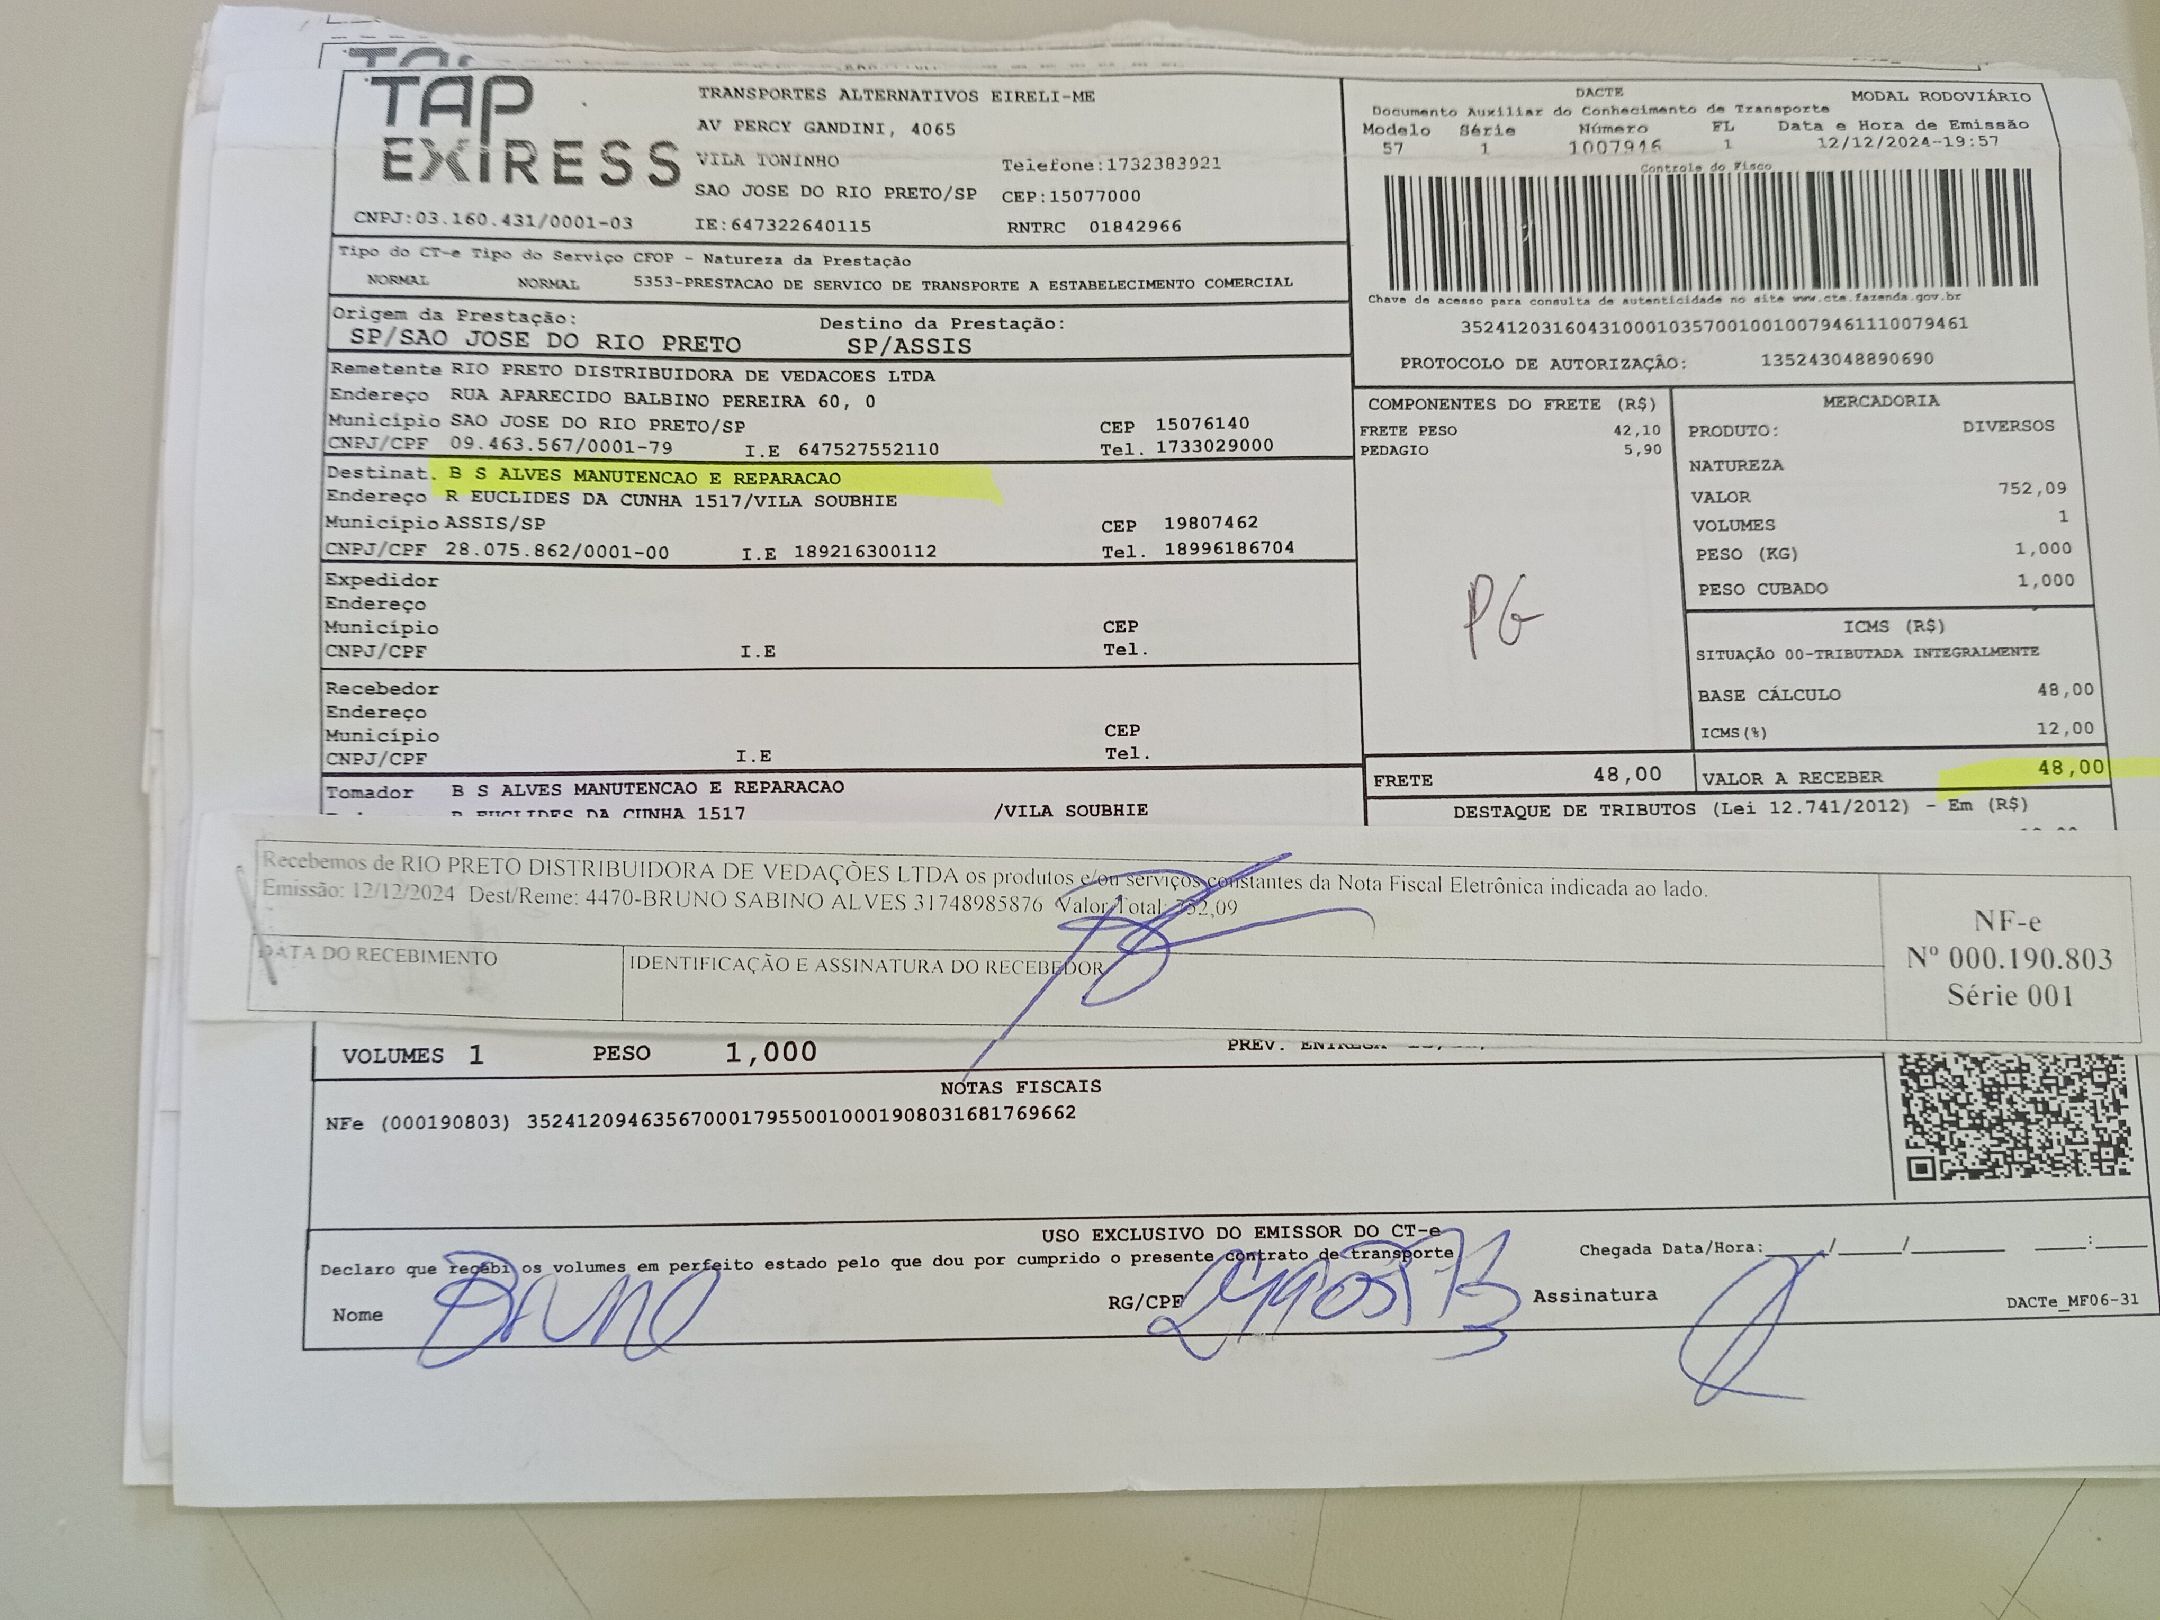 TAP EXPRESS
TRANSPORTES ALTERNATIVOS EIRELI-ME
AV PERCY GANDINI, 4065
VILA TONINHO Telefone:1732383921
SAO JOSE DO RIO PRETO/SP CEP:15077000
CNPJ:03.160.431/0001-03 IE:647322640115 RNTRC 01842966
DACTE MODAL RODOVIÁRIO
Documento Auxiliar do Conhecimento de Transporte
Modelo Série Número FL Data e Hora de Emissão
57 1 1007946 1 12/12/2024-19:57
Controle do Fisco
Chave de acesso para consulta de autenticidade no site www.cte.fazenda.gov.br
35241203160431000103570010010079461110079461
PROTOCOLO DE AUTORIZAÇÃO: 135243048890690
Tipo do CT-e Tipo do Serviço CFOP - Natureza da Prestação
NORMAL NORMAL 5353-PRESTACAO DE SERVICO DE TRANSPORTE A ESTABELECIMENTO COMERCIAL
Origem da Prestação: Destino da Prestação:
SP/SAO JOSE DO RIO PRETO SP/ASSIS
Remetente RIO PRETO DISTRIBUIDORA DE VEDACOES LTDA
Endereço RUA APARECIDO BALBINO PEREIRA 60, 0
Município SAO JOSE DO RIO PRETO/SP CEP 15076140
CNPJ/CPF 09.463.567/0001-79 I.E 647527552110 Tel. 1733029000
Destinat. B S ALVES MANUTENCAO E REPARACAO
Endereço R EUCLIDES DA CUNHA 1517/VILA SOUBHIE
Município ASSIS/SP CEP 19807462
CNPJ/CPF 28.075.862/0001-00 I.E 189216300112 Tel. 18996186704
Expedidor
Endereço
Município CEP
CNPJ/CPF I.E Tel.
Recebedor
Endereço
Município CEP
CNPJ/CPF I.E Tel.
Tomador B S ALVES MANUTENCAO E REPARACAO
R EUCLIDES DA CUNHA 1517 /VILA SOUBHIE
COMPONENTES DO FRETE (R$)
FRETE PESO 42,10
PEDAGIO 5,90
PG
FRETE 48,00
MERCADORIA
PRODUTO: DIVERSOS
NATUREZA
VALOR 752,09
VOLUMES 1
PESO (KG) 1,000
PESO CUBADO 1,000
ICMS (R$)
SITUAÇÃO 00-TRIBUTADA INTEGRALMENTE
BASE CÁLCULO 48,00
ICMS(%) 12,00
VALOR A RECEBER 48,00
DESTAQUE DE TRIBUTOS (Lei 12.741/2012) - Em (R$)
Recebemos de RIO PRETO DISTRIBUIDORA DE VEDAÇÕES LTDA os produtos e/ou serviços constantes da Nota Fiscal Eletrônica indicada ao lado.
Emissão: 12/12/2024 Dest/Reme: 4470-BRUNO SABINO ALVES 31748985876 Valor Total: 752,09
DATA DO RECEBIMENTO IDENTIFICAÇÃO E ASSINATURA DO RECEBEDOR
NF-e
Nº 000.190.803
Série 001
VOLUMES 1 PESO 1,000 PREV. ENTREGA
NOTAS FISCAIS
NFe (000190803) 35241209463567000179550010001908031681769662
USO EXCLUSIVO DO EMISSOR DO CT-e
Declaro que recebi os volumes em perfeito estado pelo que dou por cumprido o presente contrato de transporte Chegada Data/Hora:____/____/______ ___:___
Nome Bruno RG/CPF Assinatura
DACTe_MF06-31